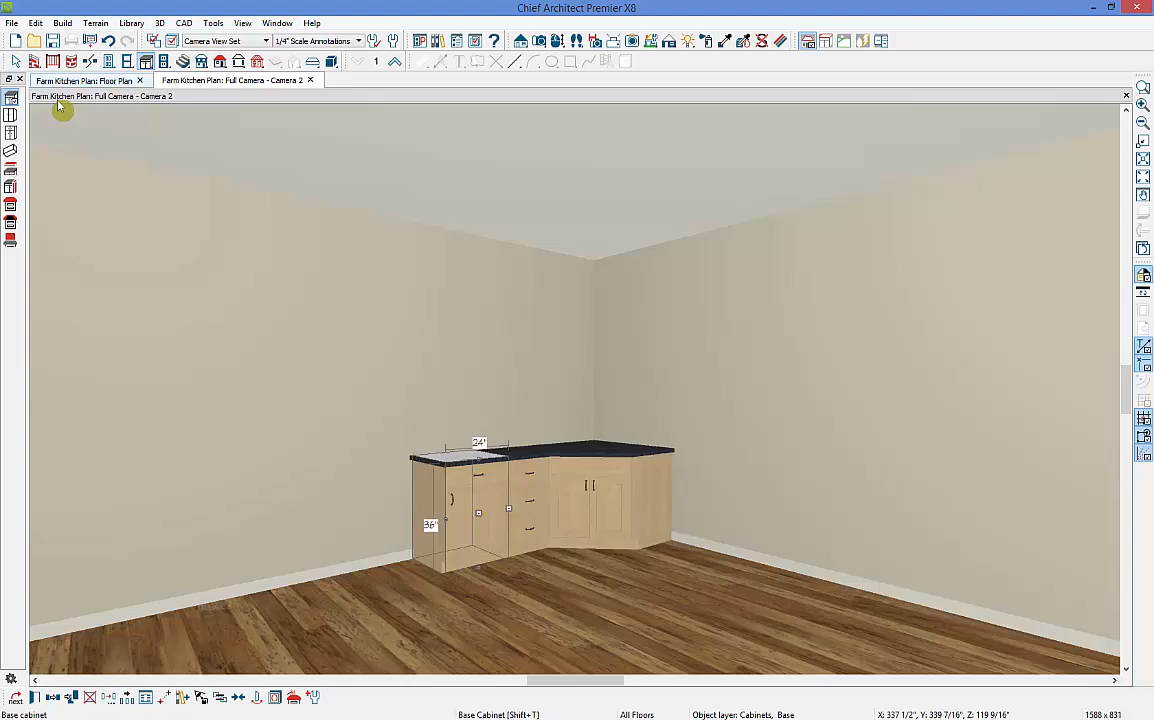 Chief Architect Premier X8
File Edit Build Terrain Library 3D CAD Tools View Window Help
Camera View Set 1/4" Scale Annotations
1
Farm Kitchen Plan: Floor Plan Farm Kitchen Plan: Full Camera - Camera 2
Farm Kitchen Plan: Full Camera - Camera 2
24"
36"
next
Base cabinet Base Cabinet [Shift+T] All Floors Object layer: Cabinets, Base X: 337 1/2", Y: 339 7/16", Z: 119 9/16" 1588 x 831